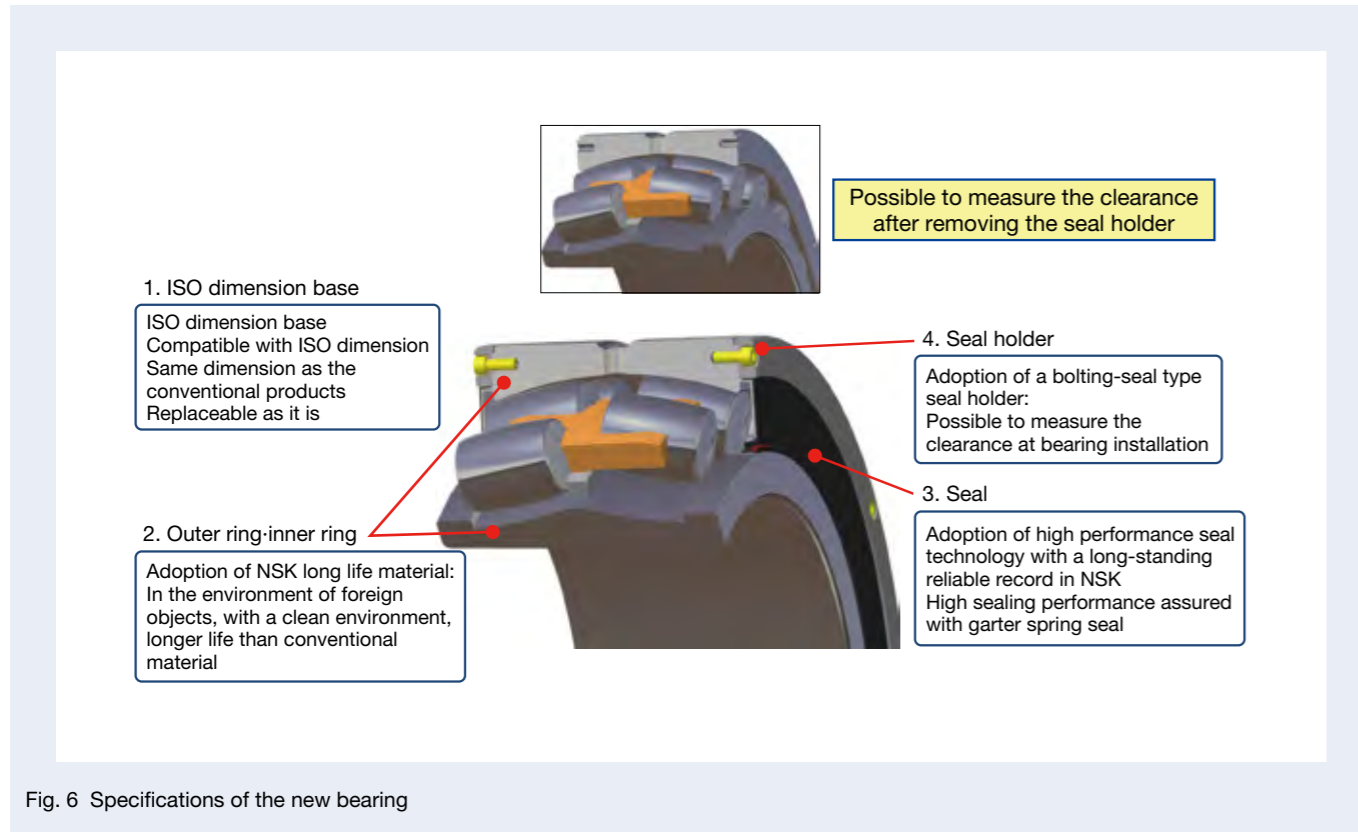 Possible to measure the clearance
after removing the seal holder
1. ISO dimension base
ISO dimension base
Compatible with ISO dimension
Same dimension as the
conventional products
Replaceable as it is
2. Outer ring·inner ring
Adoption of NSK long life material:
In the environment of foreign
objects, with a clean environment,
longer life than conventional
material
4. Seal holder
Adoption of a bolting-seal type
seal holder:
Possible to measure the
clearance at bearing installation
3. Seal
Adoption of high performance seal
technology with a long-standing
reliable record in NSK
High sealing performance assured
with garter spring seal
Fig. 6 Specifications of the new bearing